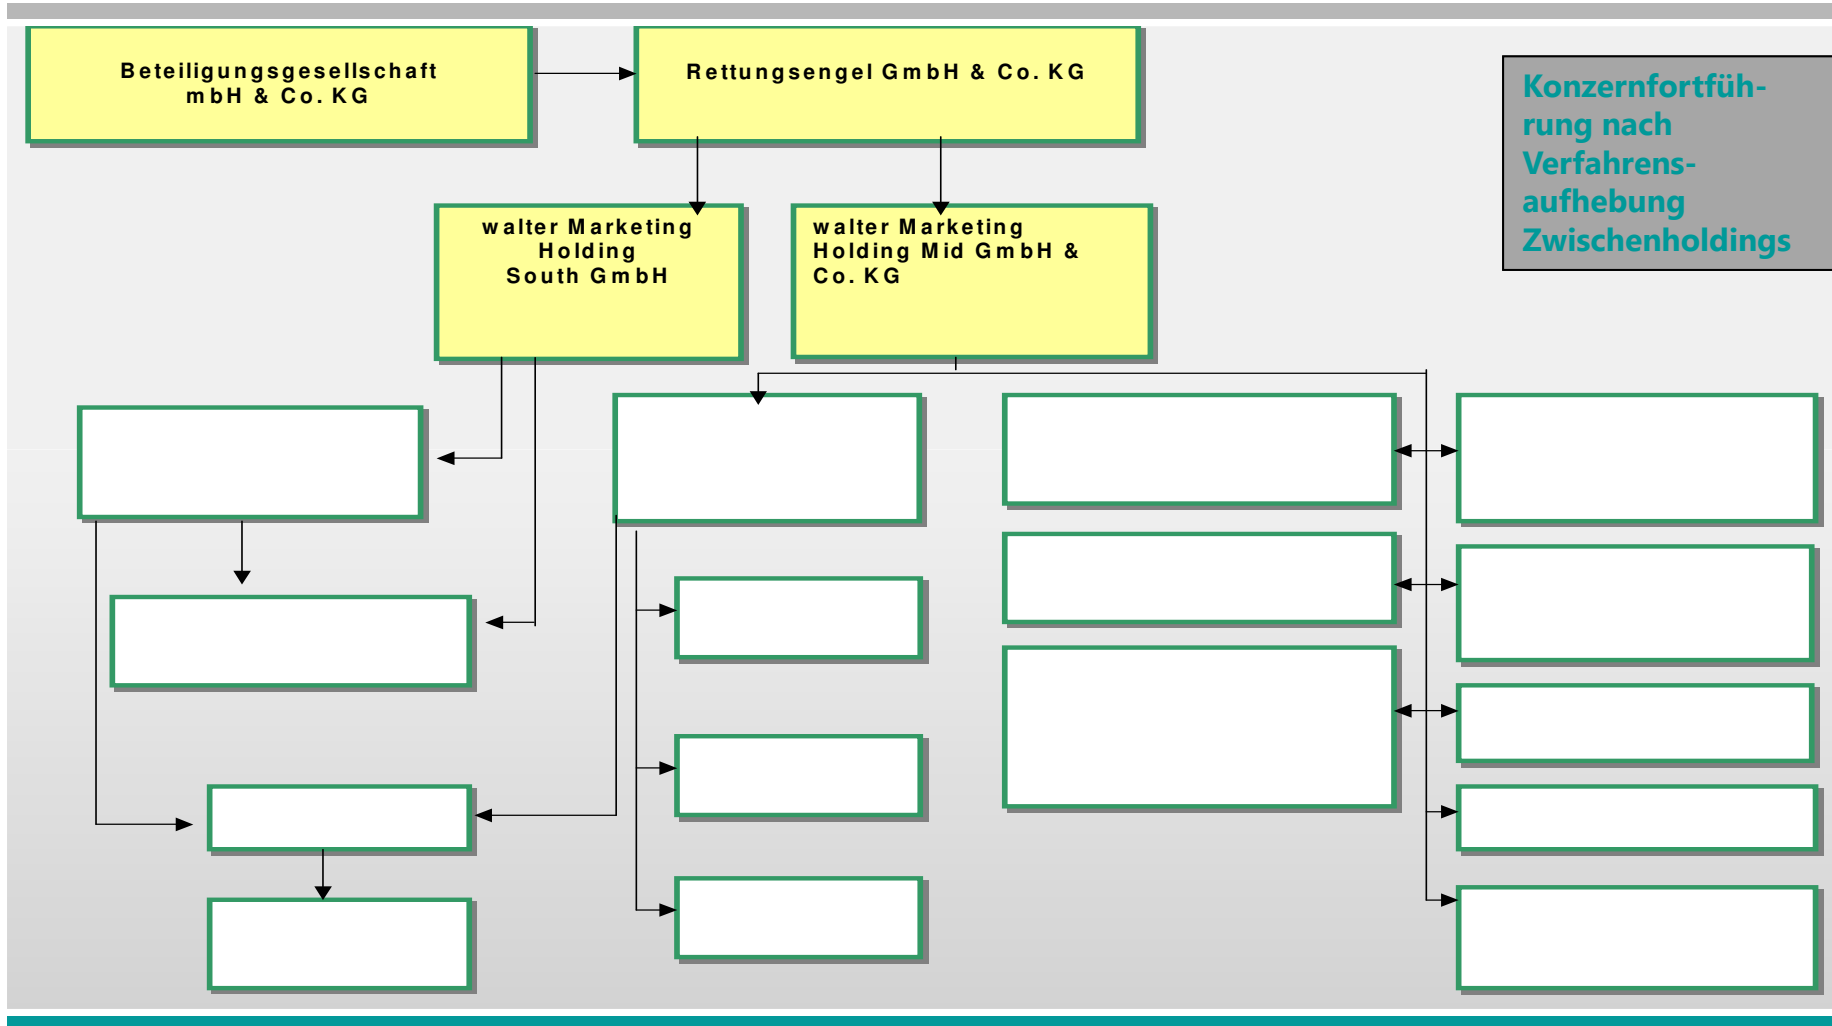 Beteiligungsgesellschaft
mbH & Co. KG
Rettungsengel GmbH & Co. KG
Konzernfortfüh-
rung nach
Verfahrens-
aufhebung
Zwischenholdings
walter Marketing
Holding
South GmbH
walter Marketing
Holding Mid GmbH &
Co. KG